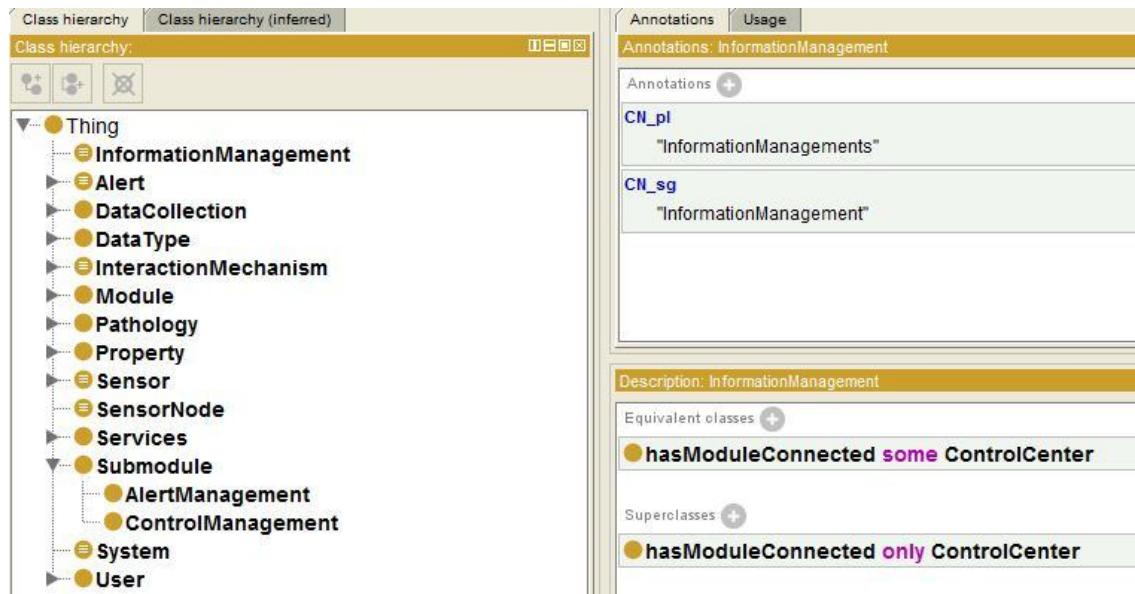 Class hierarchy
Class hierarchy (inferred)
Class hierarchy:
Thing
InformationManagement
Alert
DataCollection
DataType
InteractionMechanism
Module
Pathology
Property
Sensor
SensorNode
Services
Submodule
AlertManagement
ControlManagement
System
User
Annotations
Usage
Annotations: InformationManagement
Annotations
CN_pl
"InformationManagements"
CN_sg
"InformationManagement"
Description: InformationManagement
Equivalent classes
hasModuleConnected some ControlCenter
Superclasses
hasModuleConnected only ControlCenter